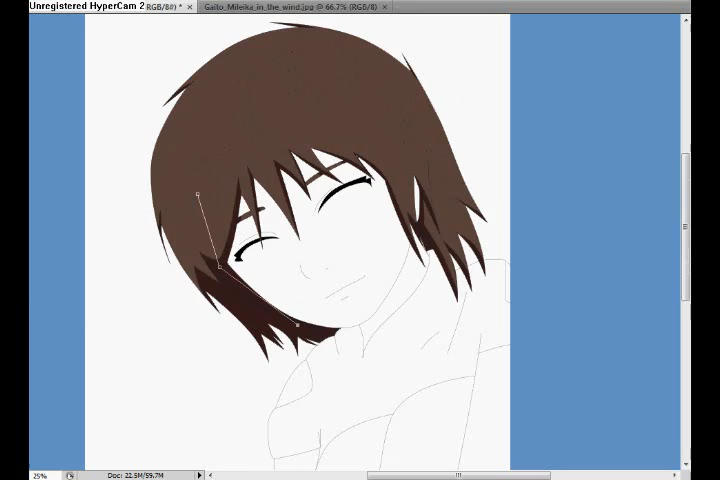 Unregistered HyperCam 2 RGB/8#) * ×
Gaito_Mileika_in_the_wind.jpg @ 66.7% (RGB/8) ×
25%
Doc: 22.5M/59.7M